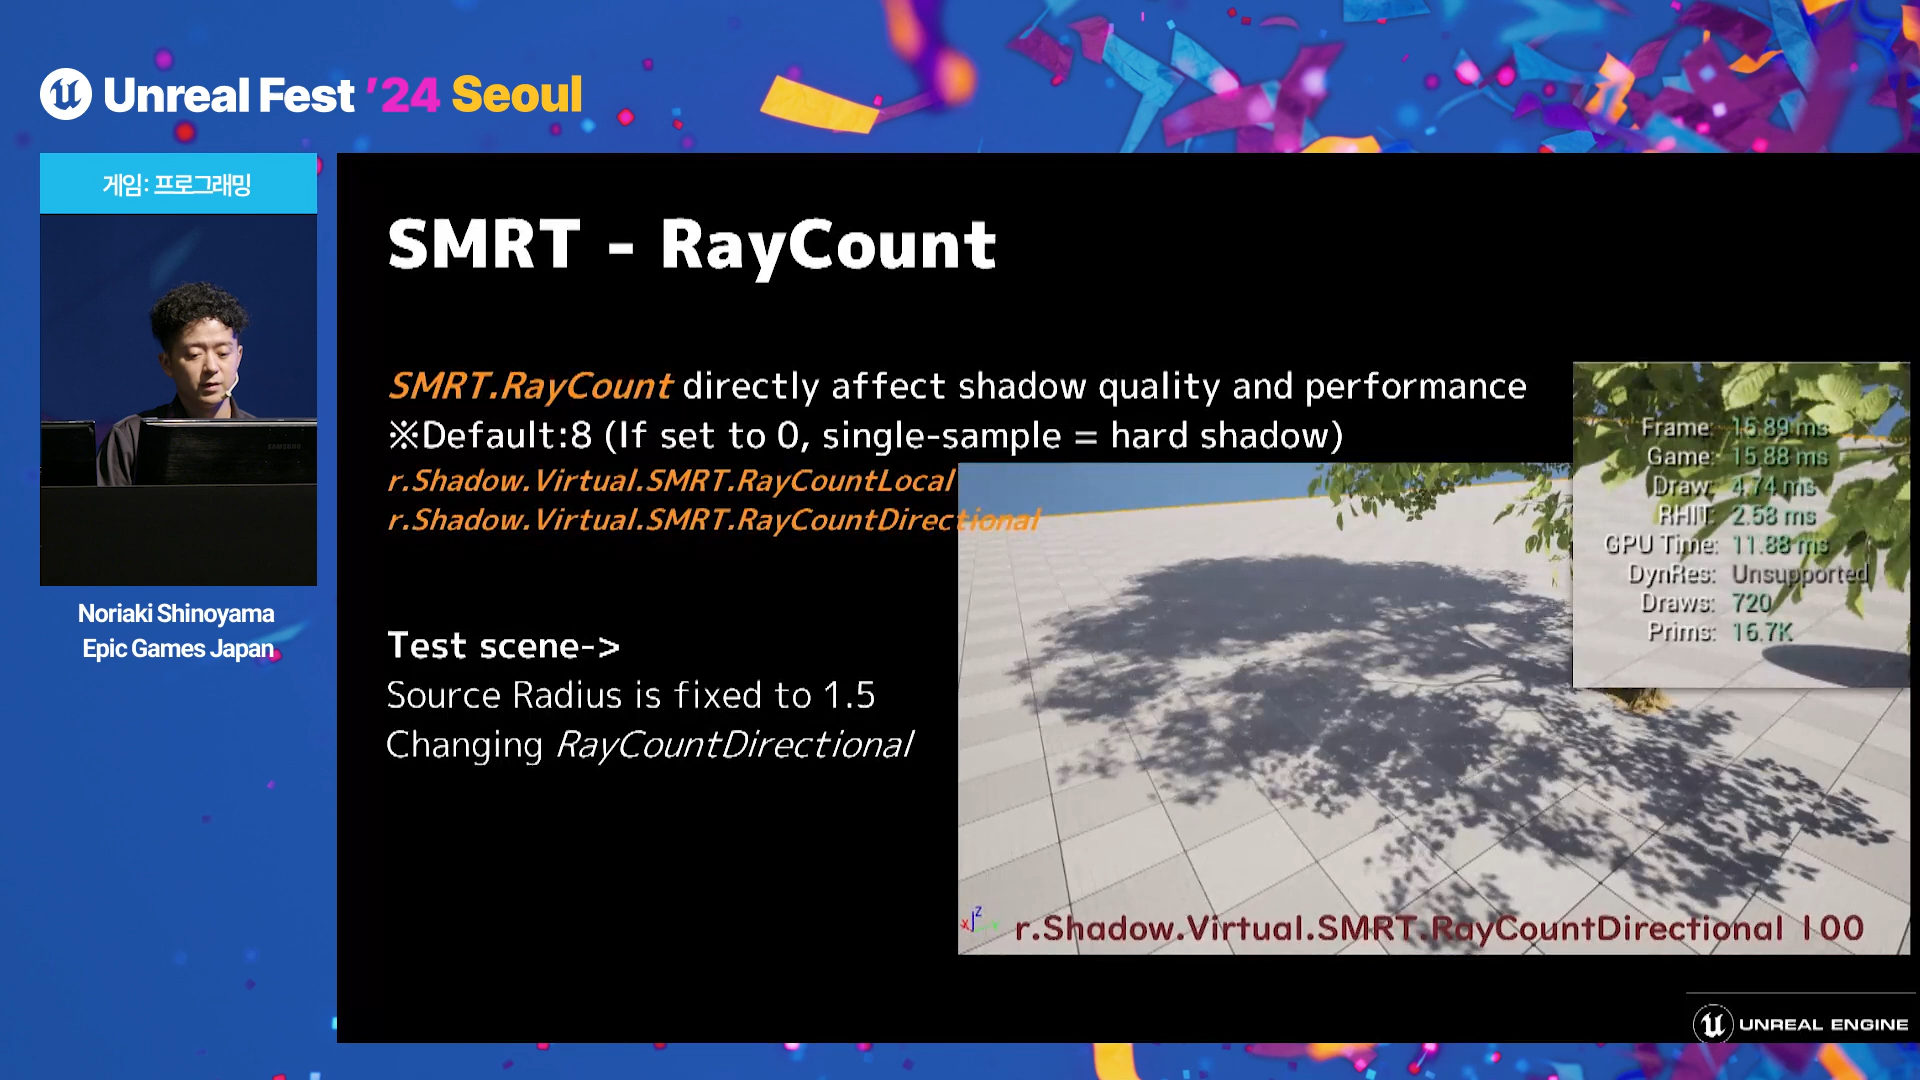 Unreal Fest '24 Seoul
게임: 프로그래밍
SAMSUNG
Noriaki Shinoyama
Epic Games Japan
SMRT - RayCount
SMRT.RayCount directly affect shadow quality and performance
※Default:8 (If set to 0, single-sample = hard shadow)
r.Shadow.Virtual.SMRT.RayCountLocal
r.Shadow.Virtual.SMRT.RayCountDirectional
Test scene->
Source Radius is fixed to 1.5
Changing RayCountDirectional
Frame: 15.89 ms
Game: 15.88 ms
Draw: 4.74 ms
RHIT: 2.58 ms
GPU Time: 11.88 ms
DynRes: Unsupported
Draws: 720
Prims: 16.7K
Z
X
Y
r.Shadow.Virtual.SMRT.RayCountDirectional 100
UNREAL ENGINE